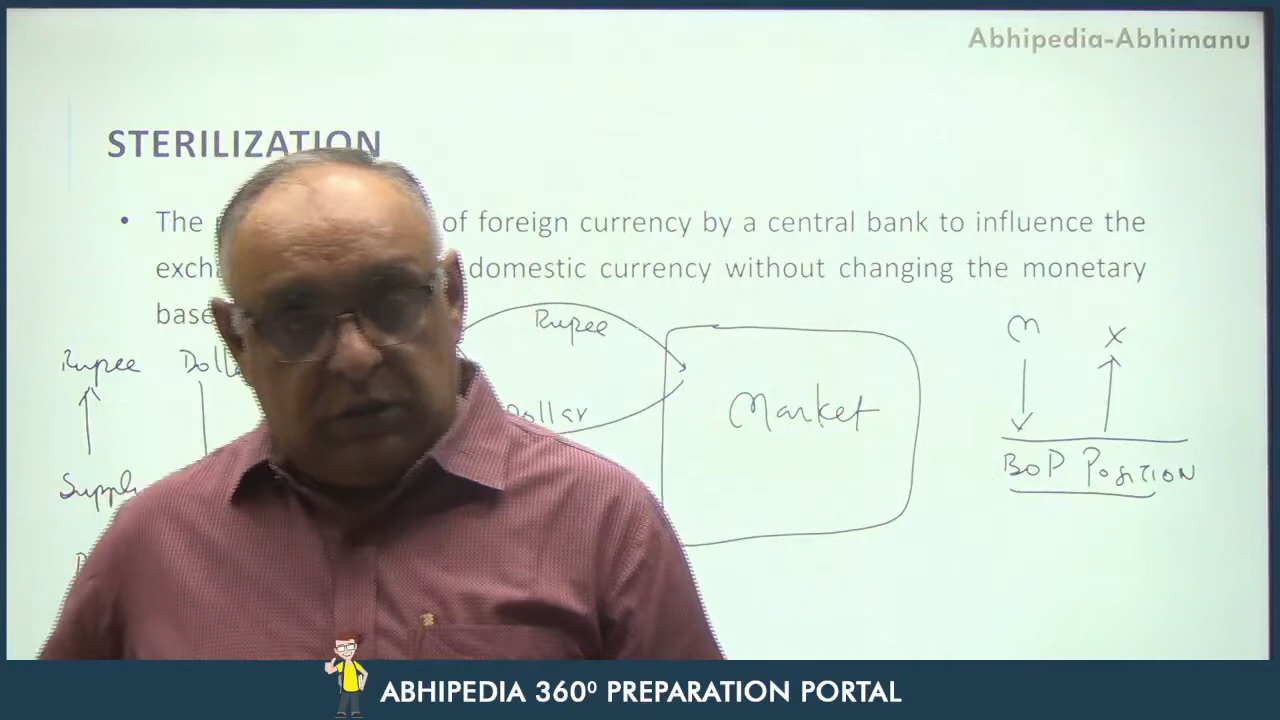 Abhipedia-Abhimanu
STERILIZATION
• The of foreign currency by a central bank to influence the
domestic currency without changing the monetary
base
Rupee
M
X
Rupee
Market
Dollar
BOP POSITION
ABHIPEDIA 360⁰ PREPARATION PORTAL